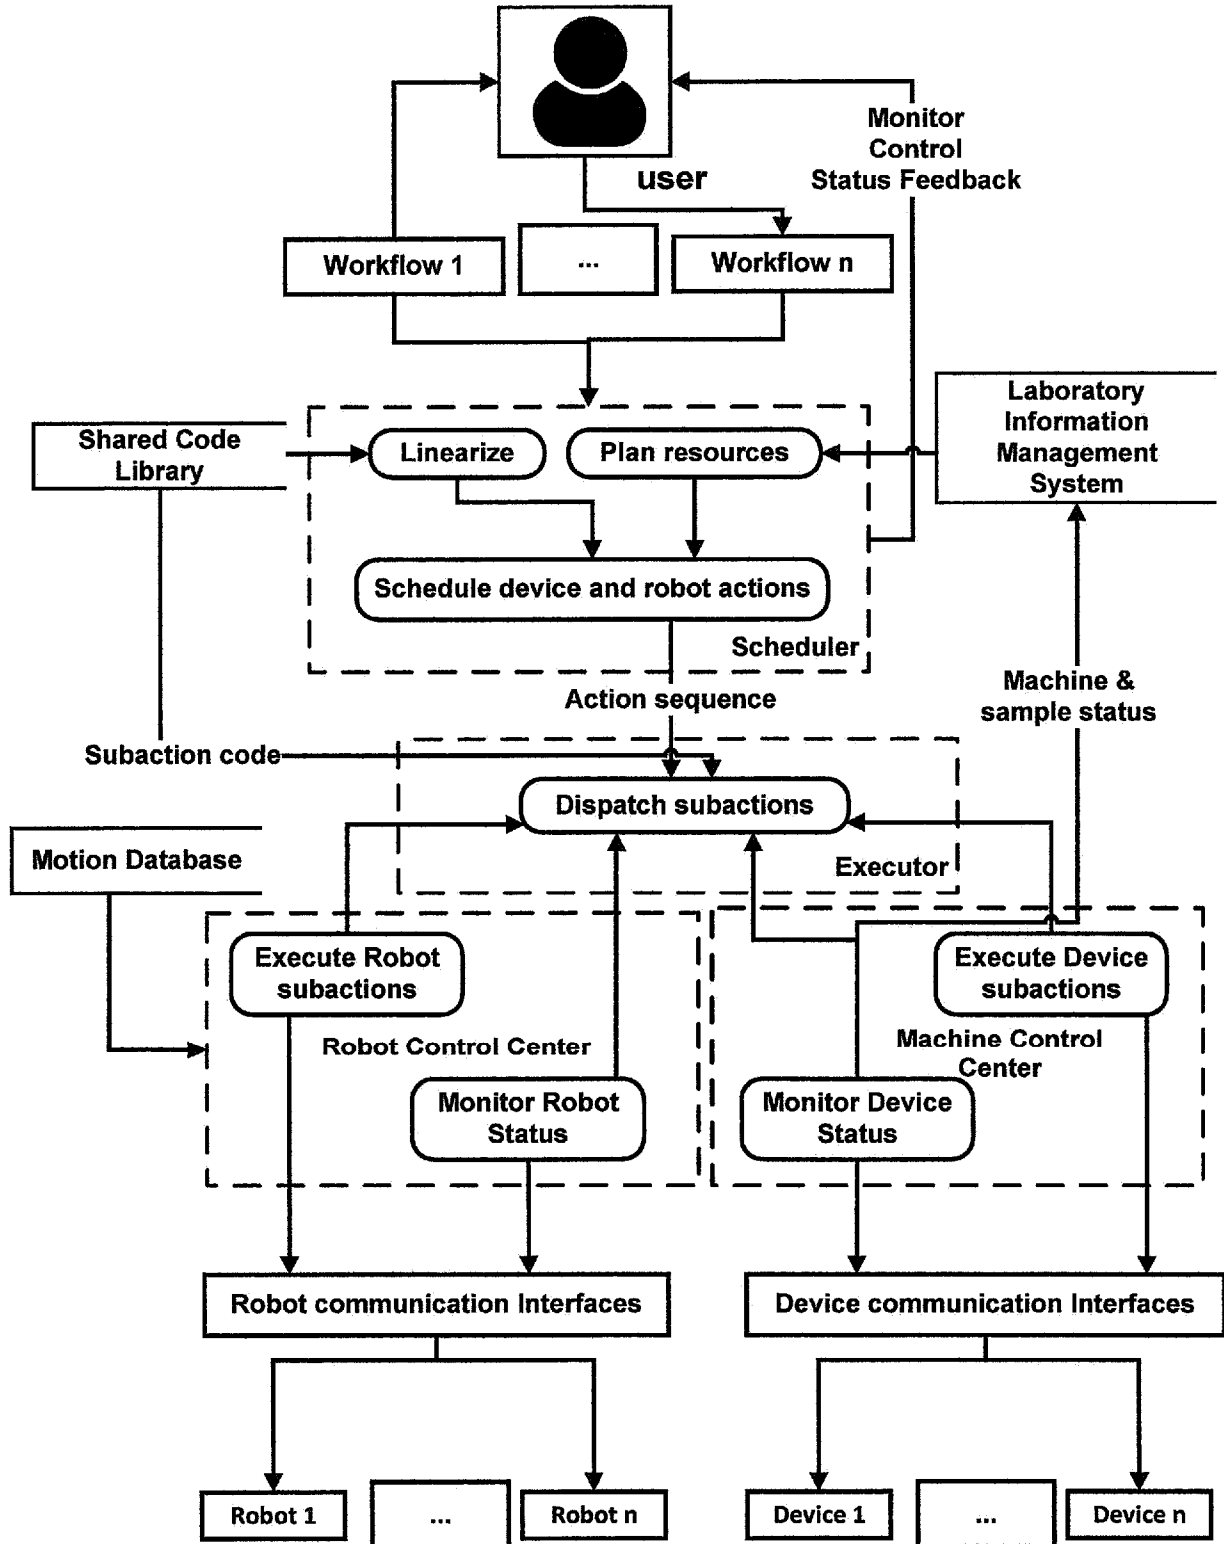 Monitor
Control
Status Feedback
user
Workflow 1
...
Workflow n
Laboratory
Information
Management
System
Shared Code
Library
Linearize
Plan resources
Schedule device and robot actions
Scheduler
Action sequence
Machine &
sample status
Subaction code
Dispatch subactions
Executor
Motion Database
Execute Robot
subactions
Execute Device
subactions
Robot Control Center
Machine Control
Center
Monitor Robot
Status
Monitor Device
Status
Robot communication Interfaces
Device communication Interfaces
Robot 1
...
Robot n
Device 1
...
Device n